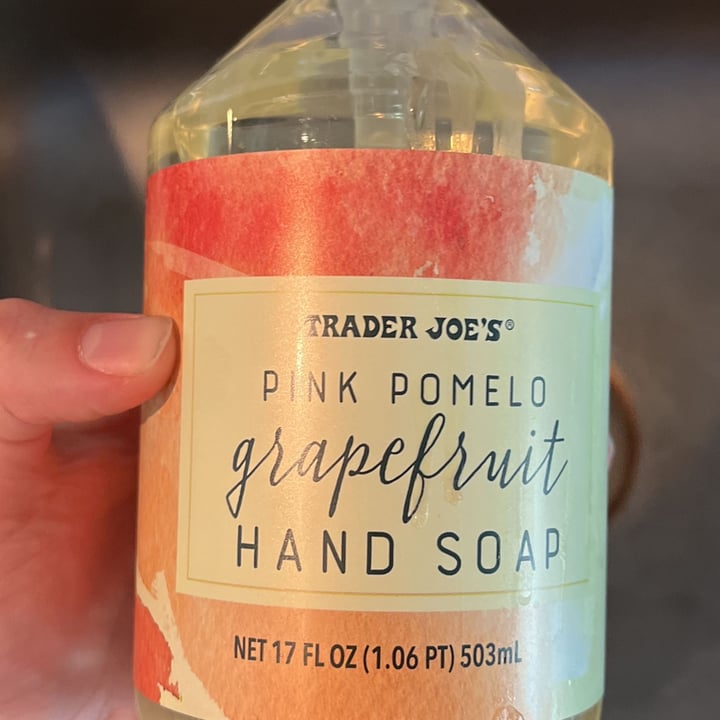 TRADER JOE'S®
PINK POMELO
grapefruit
HAND SOAP
NET 17 FL OZ (1.06 PT) 503mL